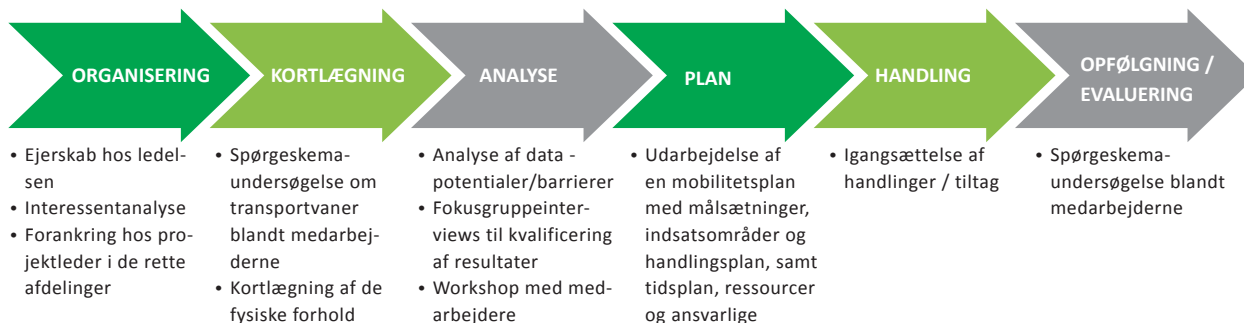 ORGANISERING
KORTLÆGNING
ANALYSE
PLAN
HANDLING
OPFØLGNING /
EVALUERING
• Ejerskab hos ledel-
sen
• Interessentanalyse
• Forankring hos pro-
jektleder i de rette
afdelinger
• Spørgeskema-
undersøgelse om
transportvaner
blandt medarbej-
derne
• Kortlægning af de
fysiske forhold
• Analyse af data -
potentialer/barrierer
• Fokusgruppeinter-
views til kvalificering
af resultater
• Workshop med med-
arbejdere
• Udarbejdelse af
en mobilitetsplan
med målsætninger,
indsatsområder og
handlingsplan, samt
tidsplan, ressourcer
og ansvarlige
• Igangsættelse af
handlinger / tiltag
• Spørgeskema-
undersøgelse blandt
medarbejderne